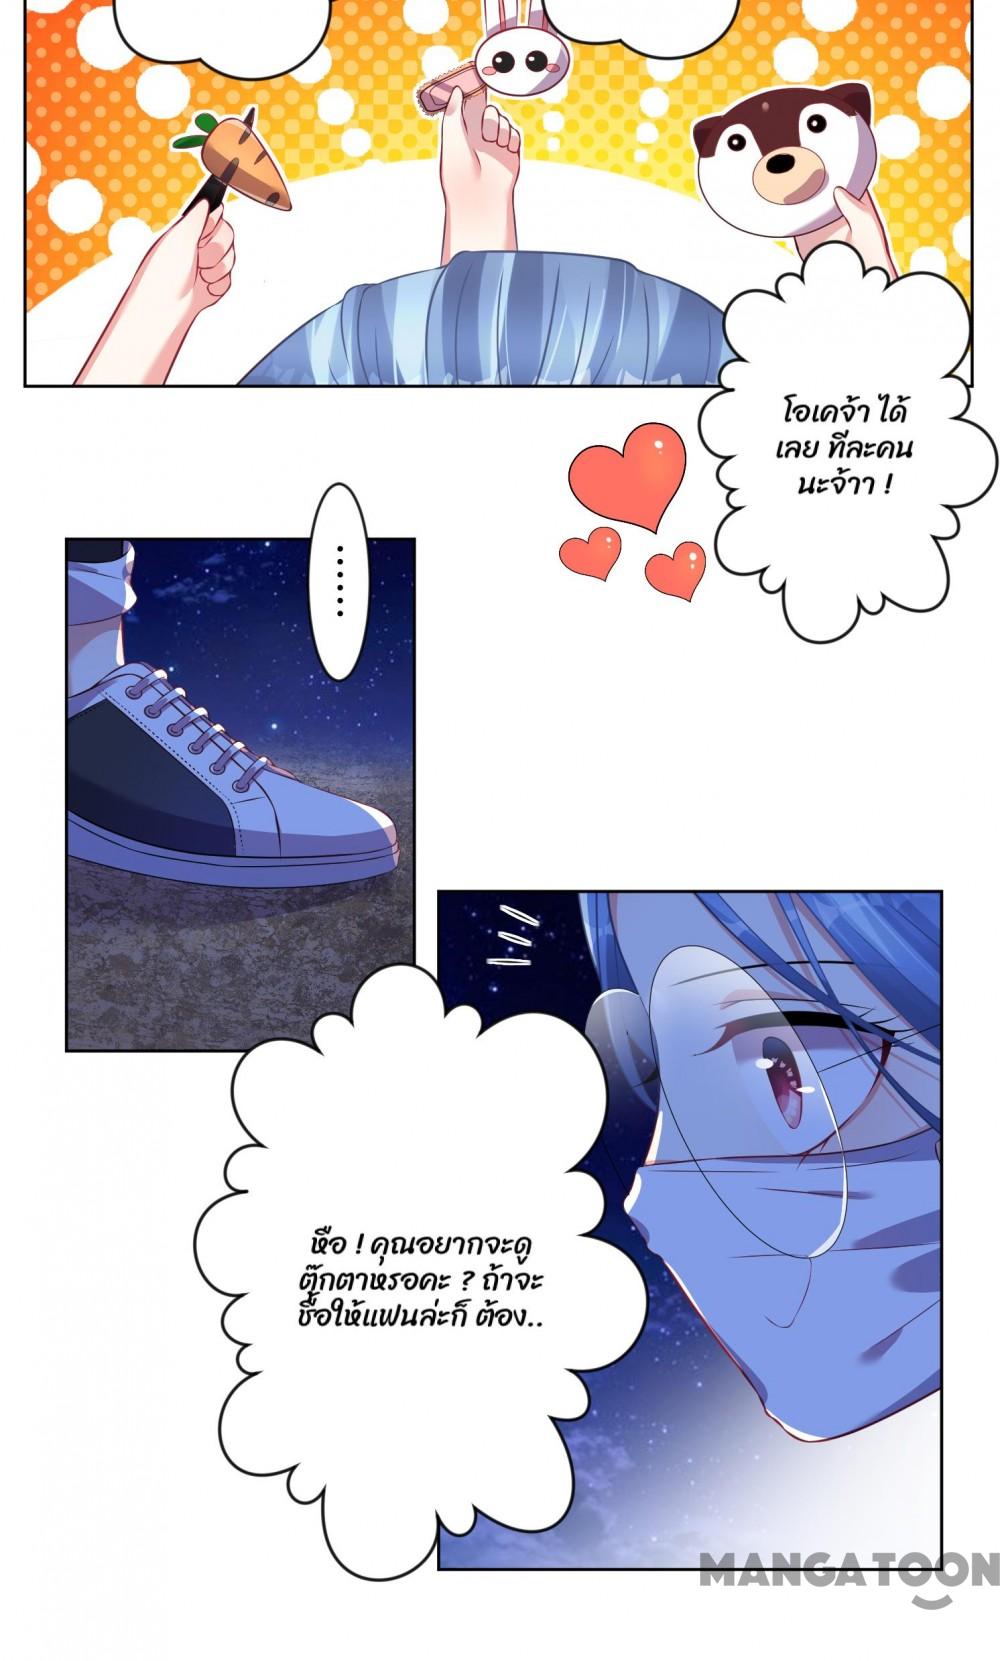 โอเคจ้า ได้
เลย ทีละคน
นะจ้าา !
......
หือ ! คุณอยากจะดู
ตุ๊กตาหรอคะ ? ถ้าจะ
ซื้อให้แฟนล่ะก็ ต้อง..
MANGATOON